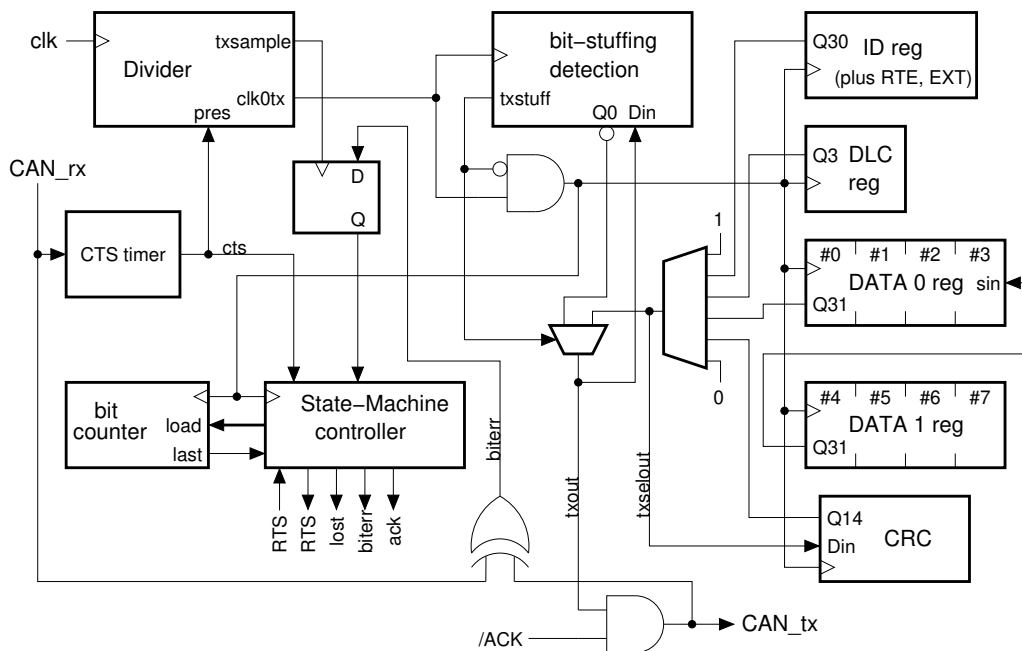 clk
Divider
txsample
clk0tx
pres
bit−stuffing
detection
txstuff
Q0 Din
Q30 ID reg
(plus RTE, EXT)
Q3 DLC
reg
CAN_rx
D
Q
CTS timer
cts
1
0
#0 #1 #2 #3
DATA 0 reg sin
Q31
#4 #5 #6 #7
DATA 1 reg
Q31
bit
counter
load
last
State−Machine
controller
RTS
RTS
lost
biterr
ack
biterr
txout
txselout
Q14
Din
CRC
/ACK
CAN_tx